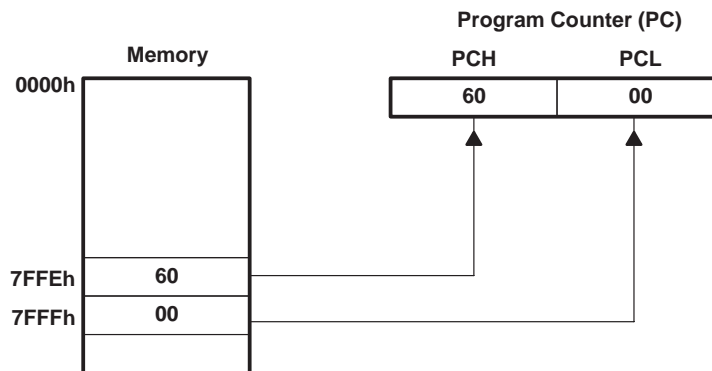 Program Counter (PC)
Memory
PCH PCL
0000h
60 00
7FFEh 60
7FFFh 00